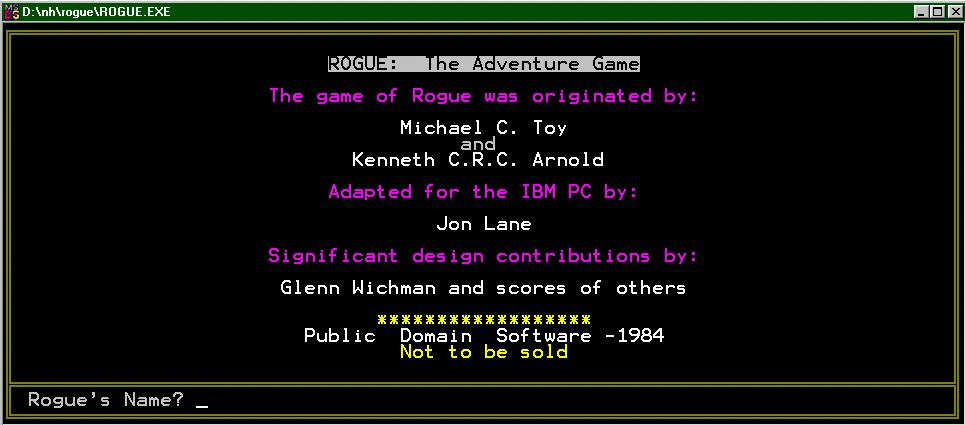 D:\nh\rogue\ROGUE.EXE
ROGUE:  The Adventure Game
The game of Rogue was originated by:
Michael C. Toy
and
Kenneth C.R.C. Arnold
Adapted for the IBM PC by:
Jon Lane
Significant design contributions by:
Glenn Wichman and scores of others
******************
Public  Domain  Software -1984
Not to be sold
Rogue's Name? _